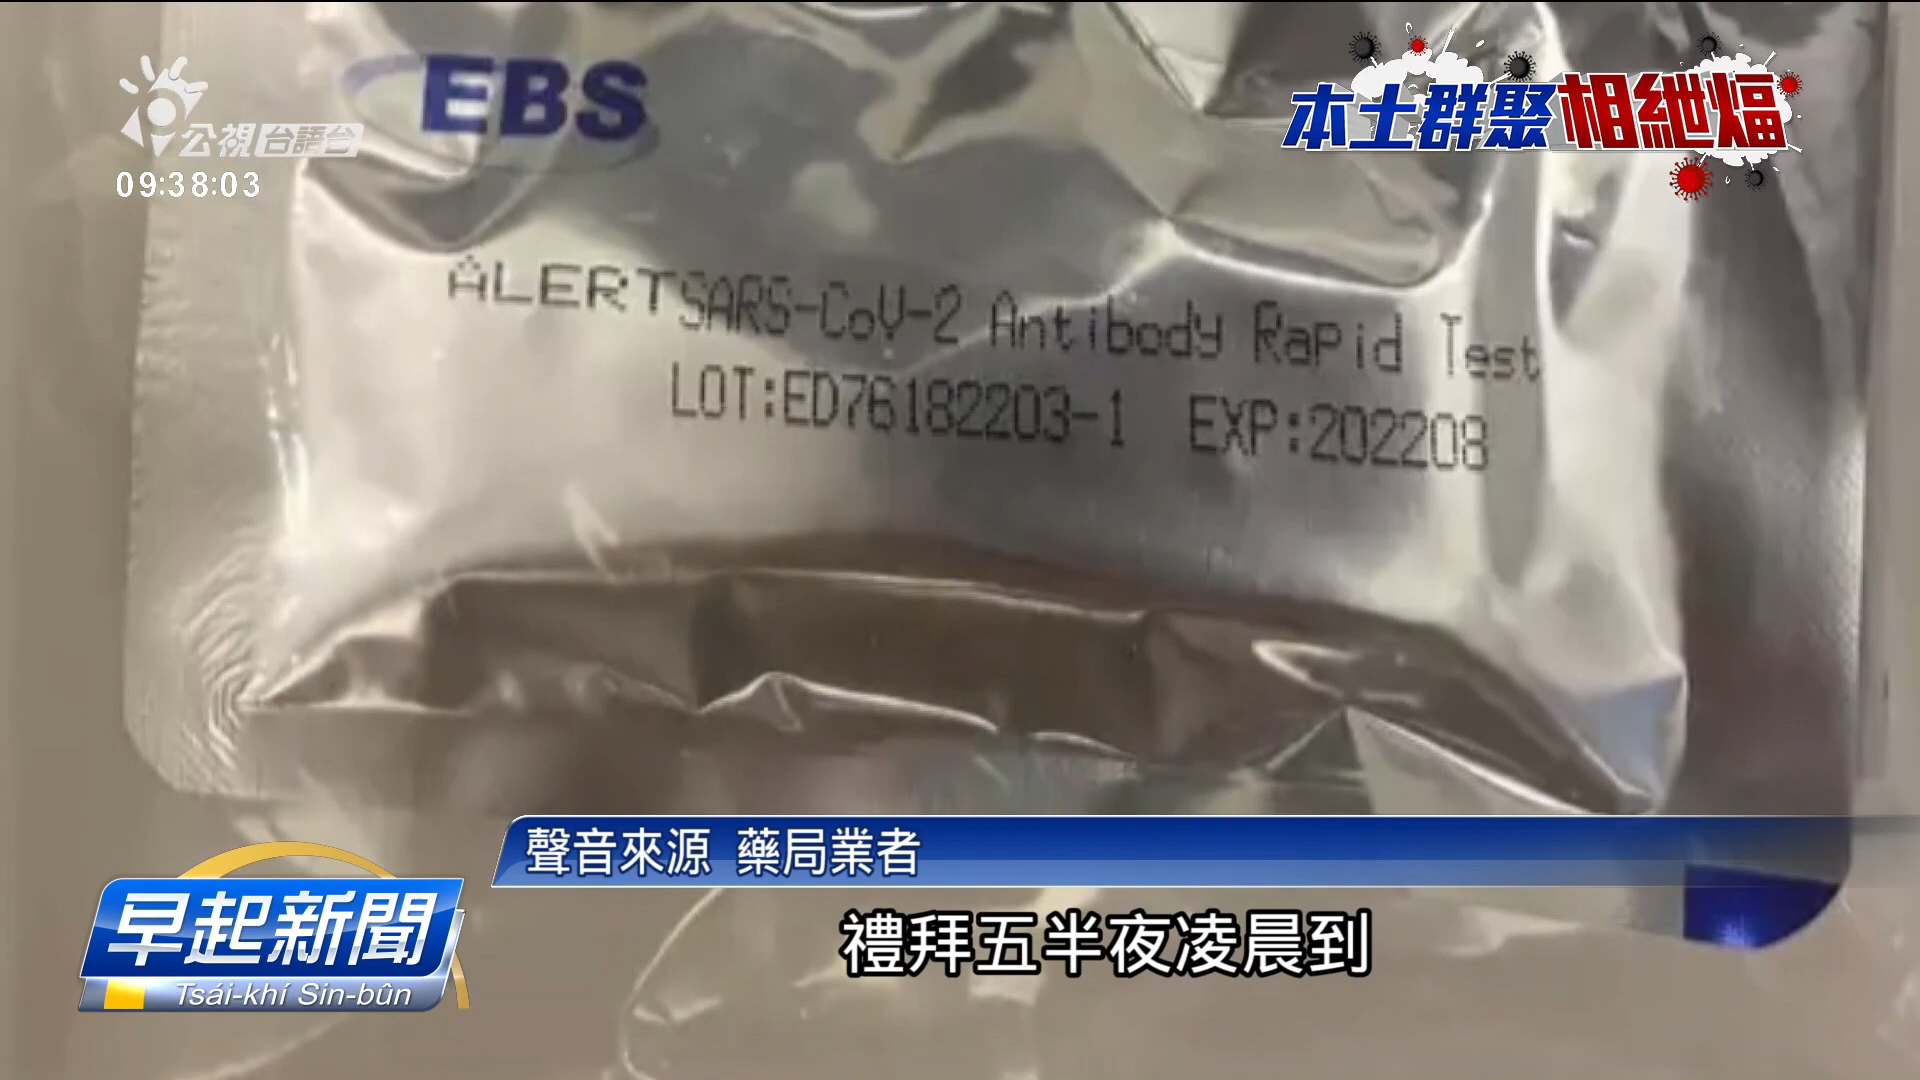 EBS
公視台語台
本土群聚相紲煏
09:38:03
ALERTSARS-CoV-2 Antibody Rapid Test
LOT:ED76182203-1 EXP:202208
聲音來源 藥局業者
禮拜五半夜凌晨到
早起新聞
Tsái-khí Sin-bûn